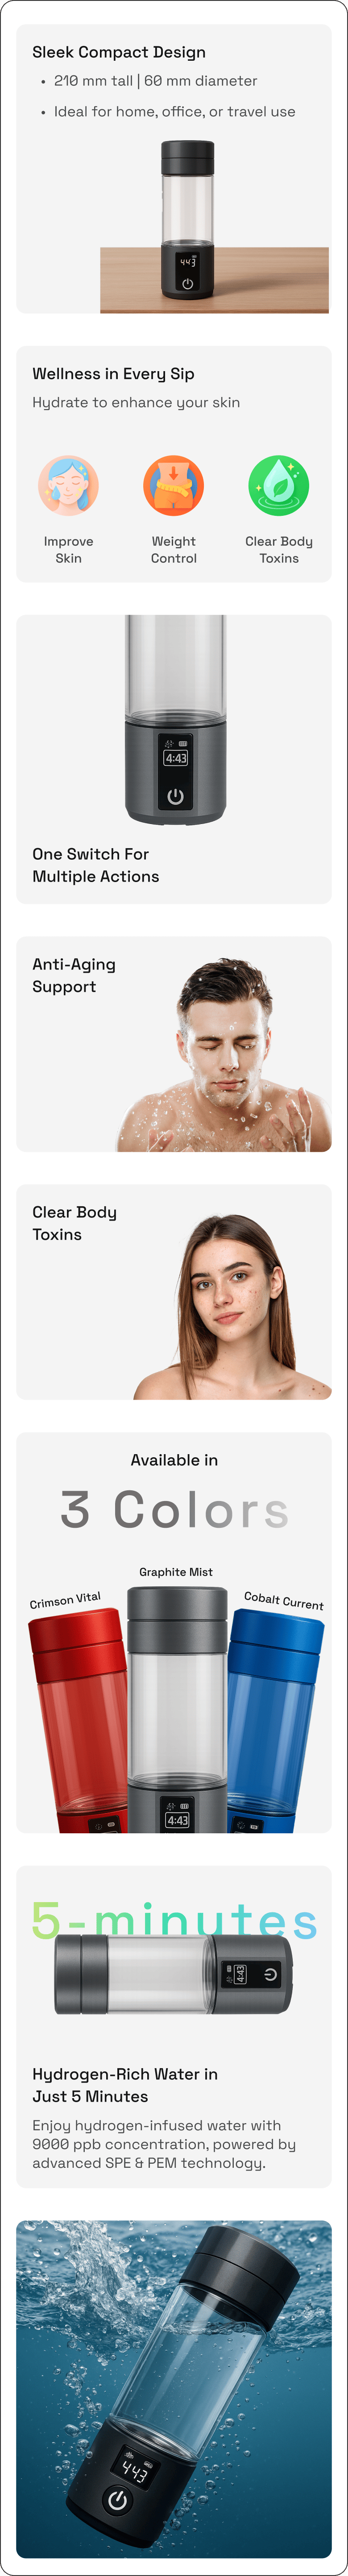 Sleek Compact Design
• 210 mm tall | 60 mm diameter
• Ideal for home, office, or travel use
443
Wellness in Every Sip
Hydrate to enhance your skin
Improve
Skin
Weight
Control
Clear Body
Toxins
4:43
One Switch For
Multiple Actions
Anti-Aging
Support
Clear Body
Toxins
Available in
3 Colors
Crimson Vital
Graphite Mist
Cobalt Current
4:43
5-minutes
4:43
Hydrogen-Rich Water in
Just 5 Minutes
Enjoy hydrogen-infused water with
9000 ppb concentration, powered by
advanced SPE & PEM technology.
443